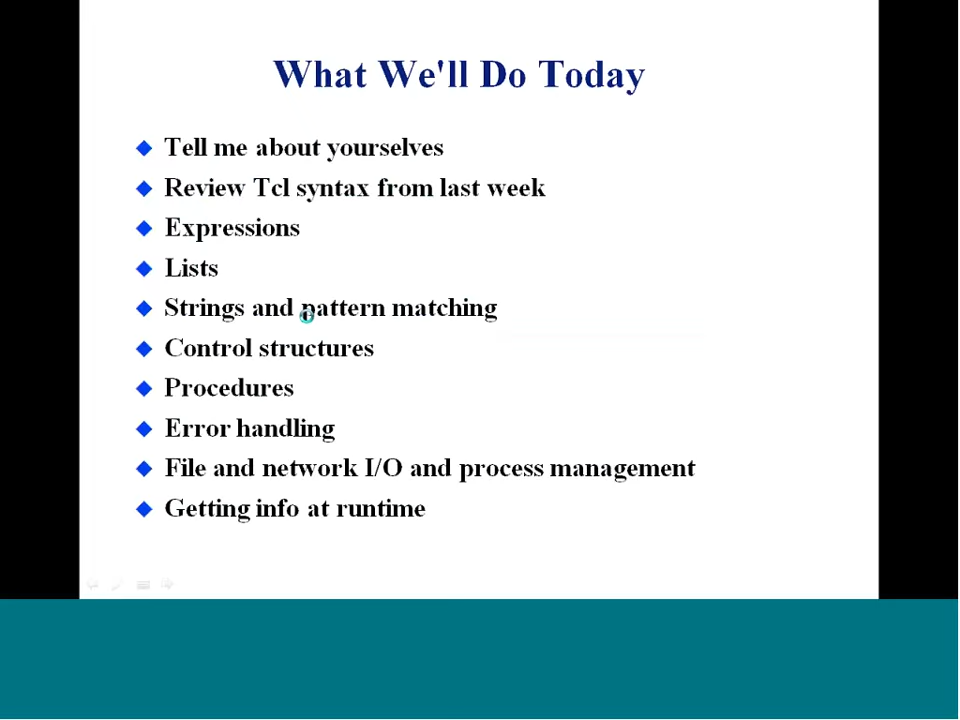 What We'll Do Today
Tell me about yourselves
Review Tcl syntax from last week
Expressions
Lists
Strings and pattern matching
Control structures
Procedures
Error handling
File and network I/O and process management
Getting info at runtime